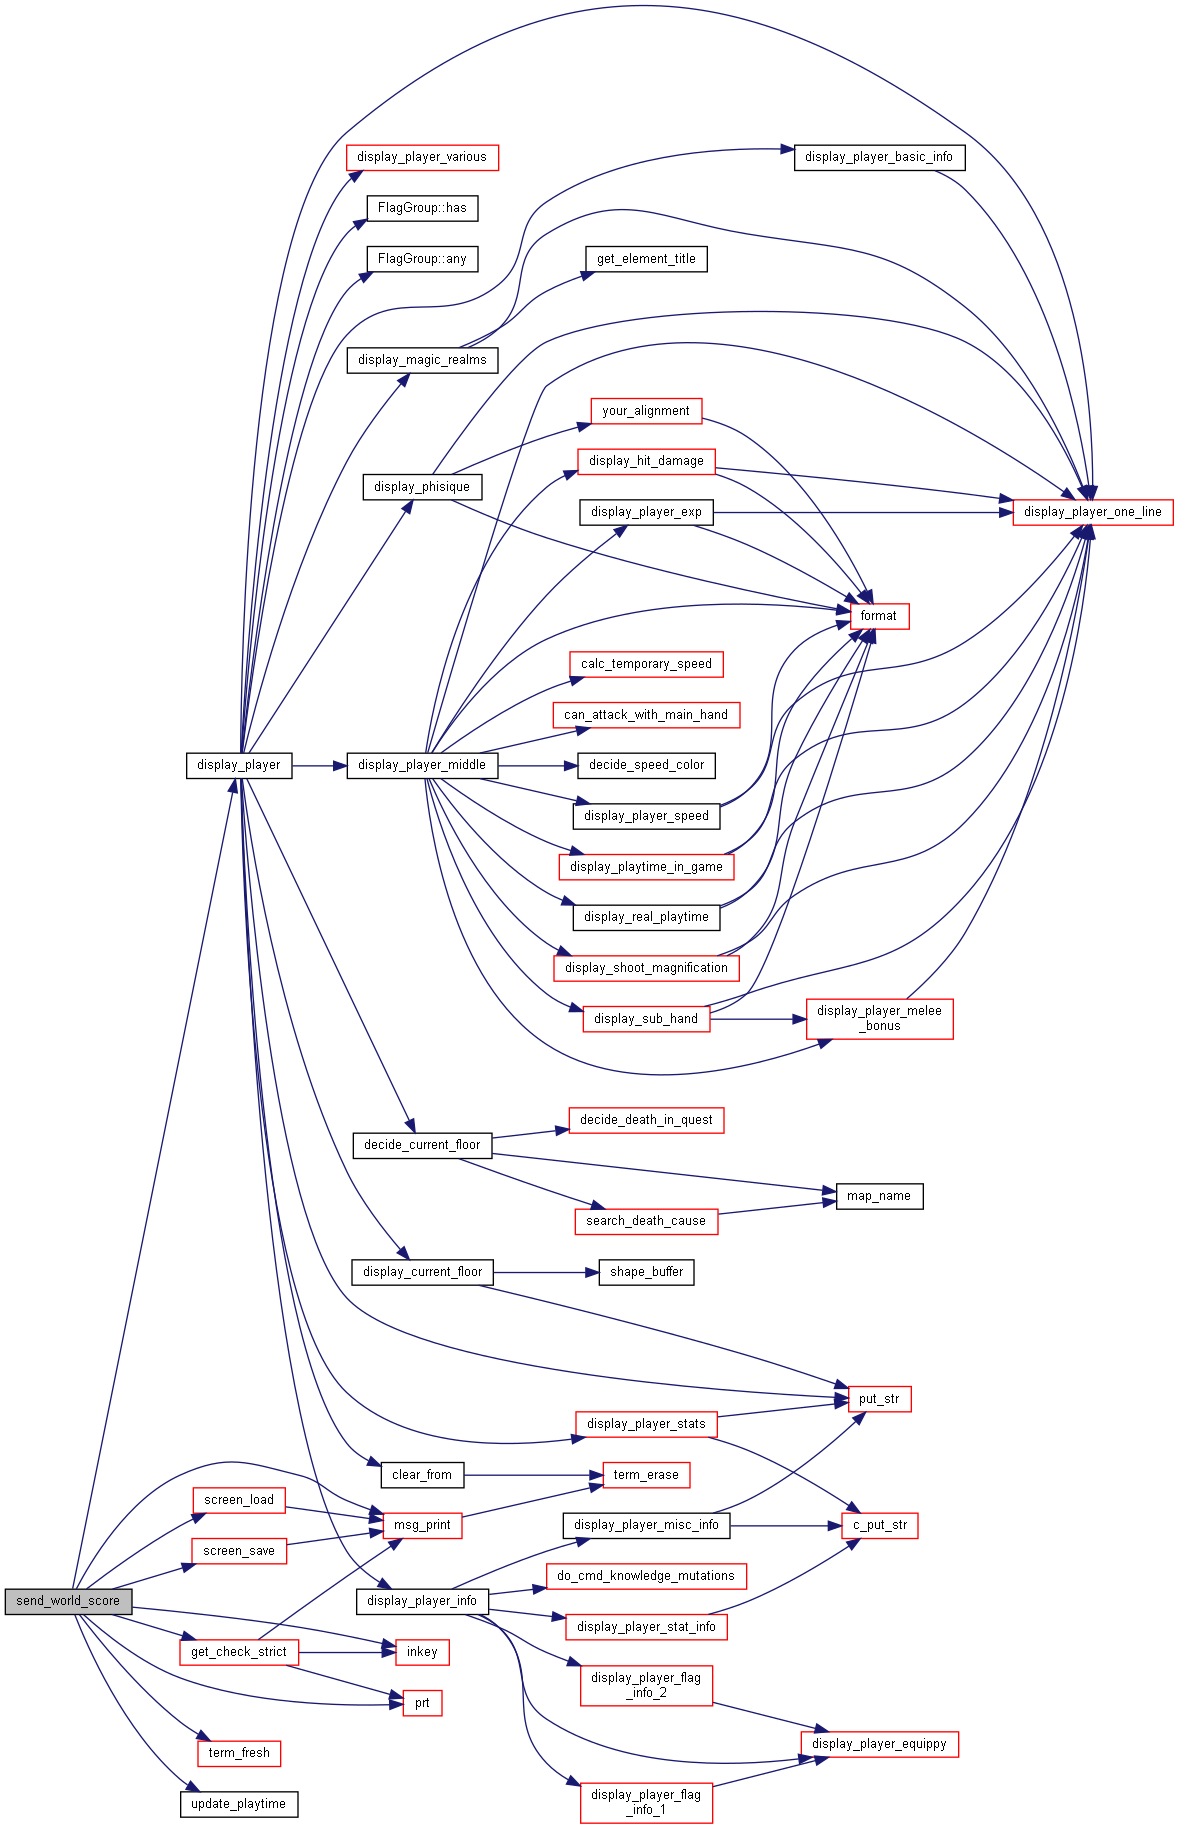 display_player_various
display_player_basic_info
FlagGroup::has
FlagGroup::any
get_element_title
display_magic_realms
your_alignment
display_hit_damage
display_phisique
display_player_exp
display_player_one_line
format
calc_temporary_speed
can_attack_with_main_hand
display_player
display_player_middle
decide_speed_color
display_player_speed
display_playtime_in_game
display_real_playtime
display_shoot_magnification
display_sub_hand
display_player_melee
_bonus
decide_death_in_quest
decide_current_floor
map_name
search_death_cause
display_current_floor
shape_buffer
put_str
display_player_stats
clear_from
term_erase
screen_load
msg_print
display_player_misc_info
c_put_str
screen_save
do_cmd_knowledge_mutations
send_world_score
display_player_info
display_player_stat_info
get_check_strict
inkey
display_player_flag
_info_2
prt
term_fresh
display_player_equippy
update_playtime
display_player_flag
_info_1